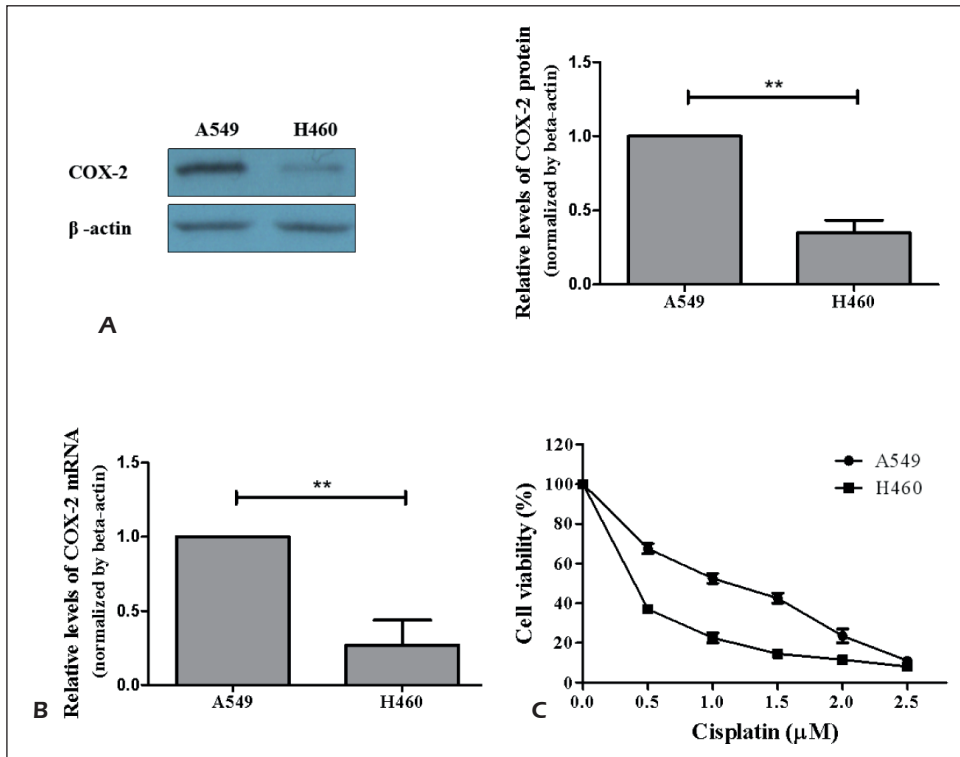 A549 H460
COX-2
β -actin
A
Relative levels of COX-2 protein
(normalized by beta-actin)
1.5
**
1.0
0.5
0.0
A549 H460
Relative levels of COX-2 mRNA
(normalized by beta-actin)
1.5
**
1.0
0.5
0.0
A549 H460
B
Cell viability (%)
120
100
80
60
40
20
0
A549
H460
0.0 0.5 1.0 1.5 2.0 2.5
Cisplatin (μM)
C